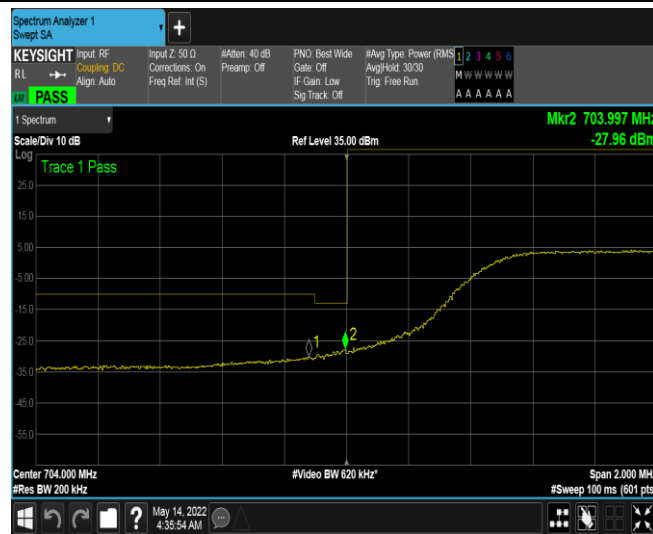 Spectrum Analyzer 1
Swept SA
+
KEYSIGHT Input: RF Input Z: 50 Ω #Atten: 40 dB PNO: Best Wide #Avg Type: Power (RMS 1 2 3 4 5 6
RL Coupling: DC Corrections: On Preamp: Off Gate: Off Avg|Hold: 30/30 M W W W W W
Align: Auto Freq Ref: Int (S) IF Gain: Low Trig: Free Run
Sig Track: Off A A A A A A
PASS
1 Spectrum Mkr2 703.997 MHz
Scale/Div 10 dB Ref Level 35.00 dBm -27.96 dBm
Log
Trace 1 Pass
25.0
15.0
5.00
-5.00
-15.0
-25.0
1 2
-35.0
-45.0
-55.0
Center 704.000 MHz #Video BW 620 kHz* Span 2.000 MHz
#Res BW 200 kHz #Sweep 100 ms (601 pts
? May 14, 2022
4:35:54 AM